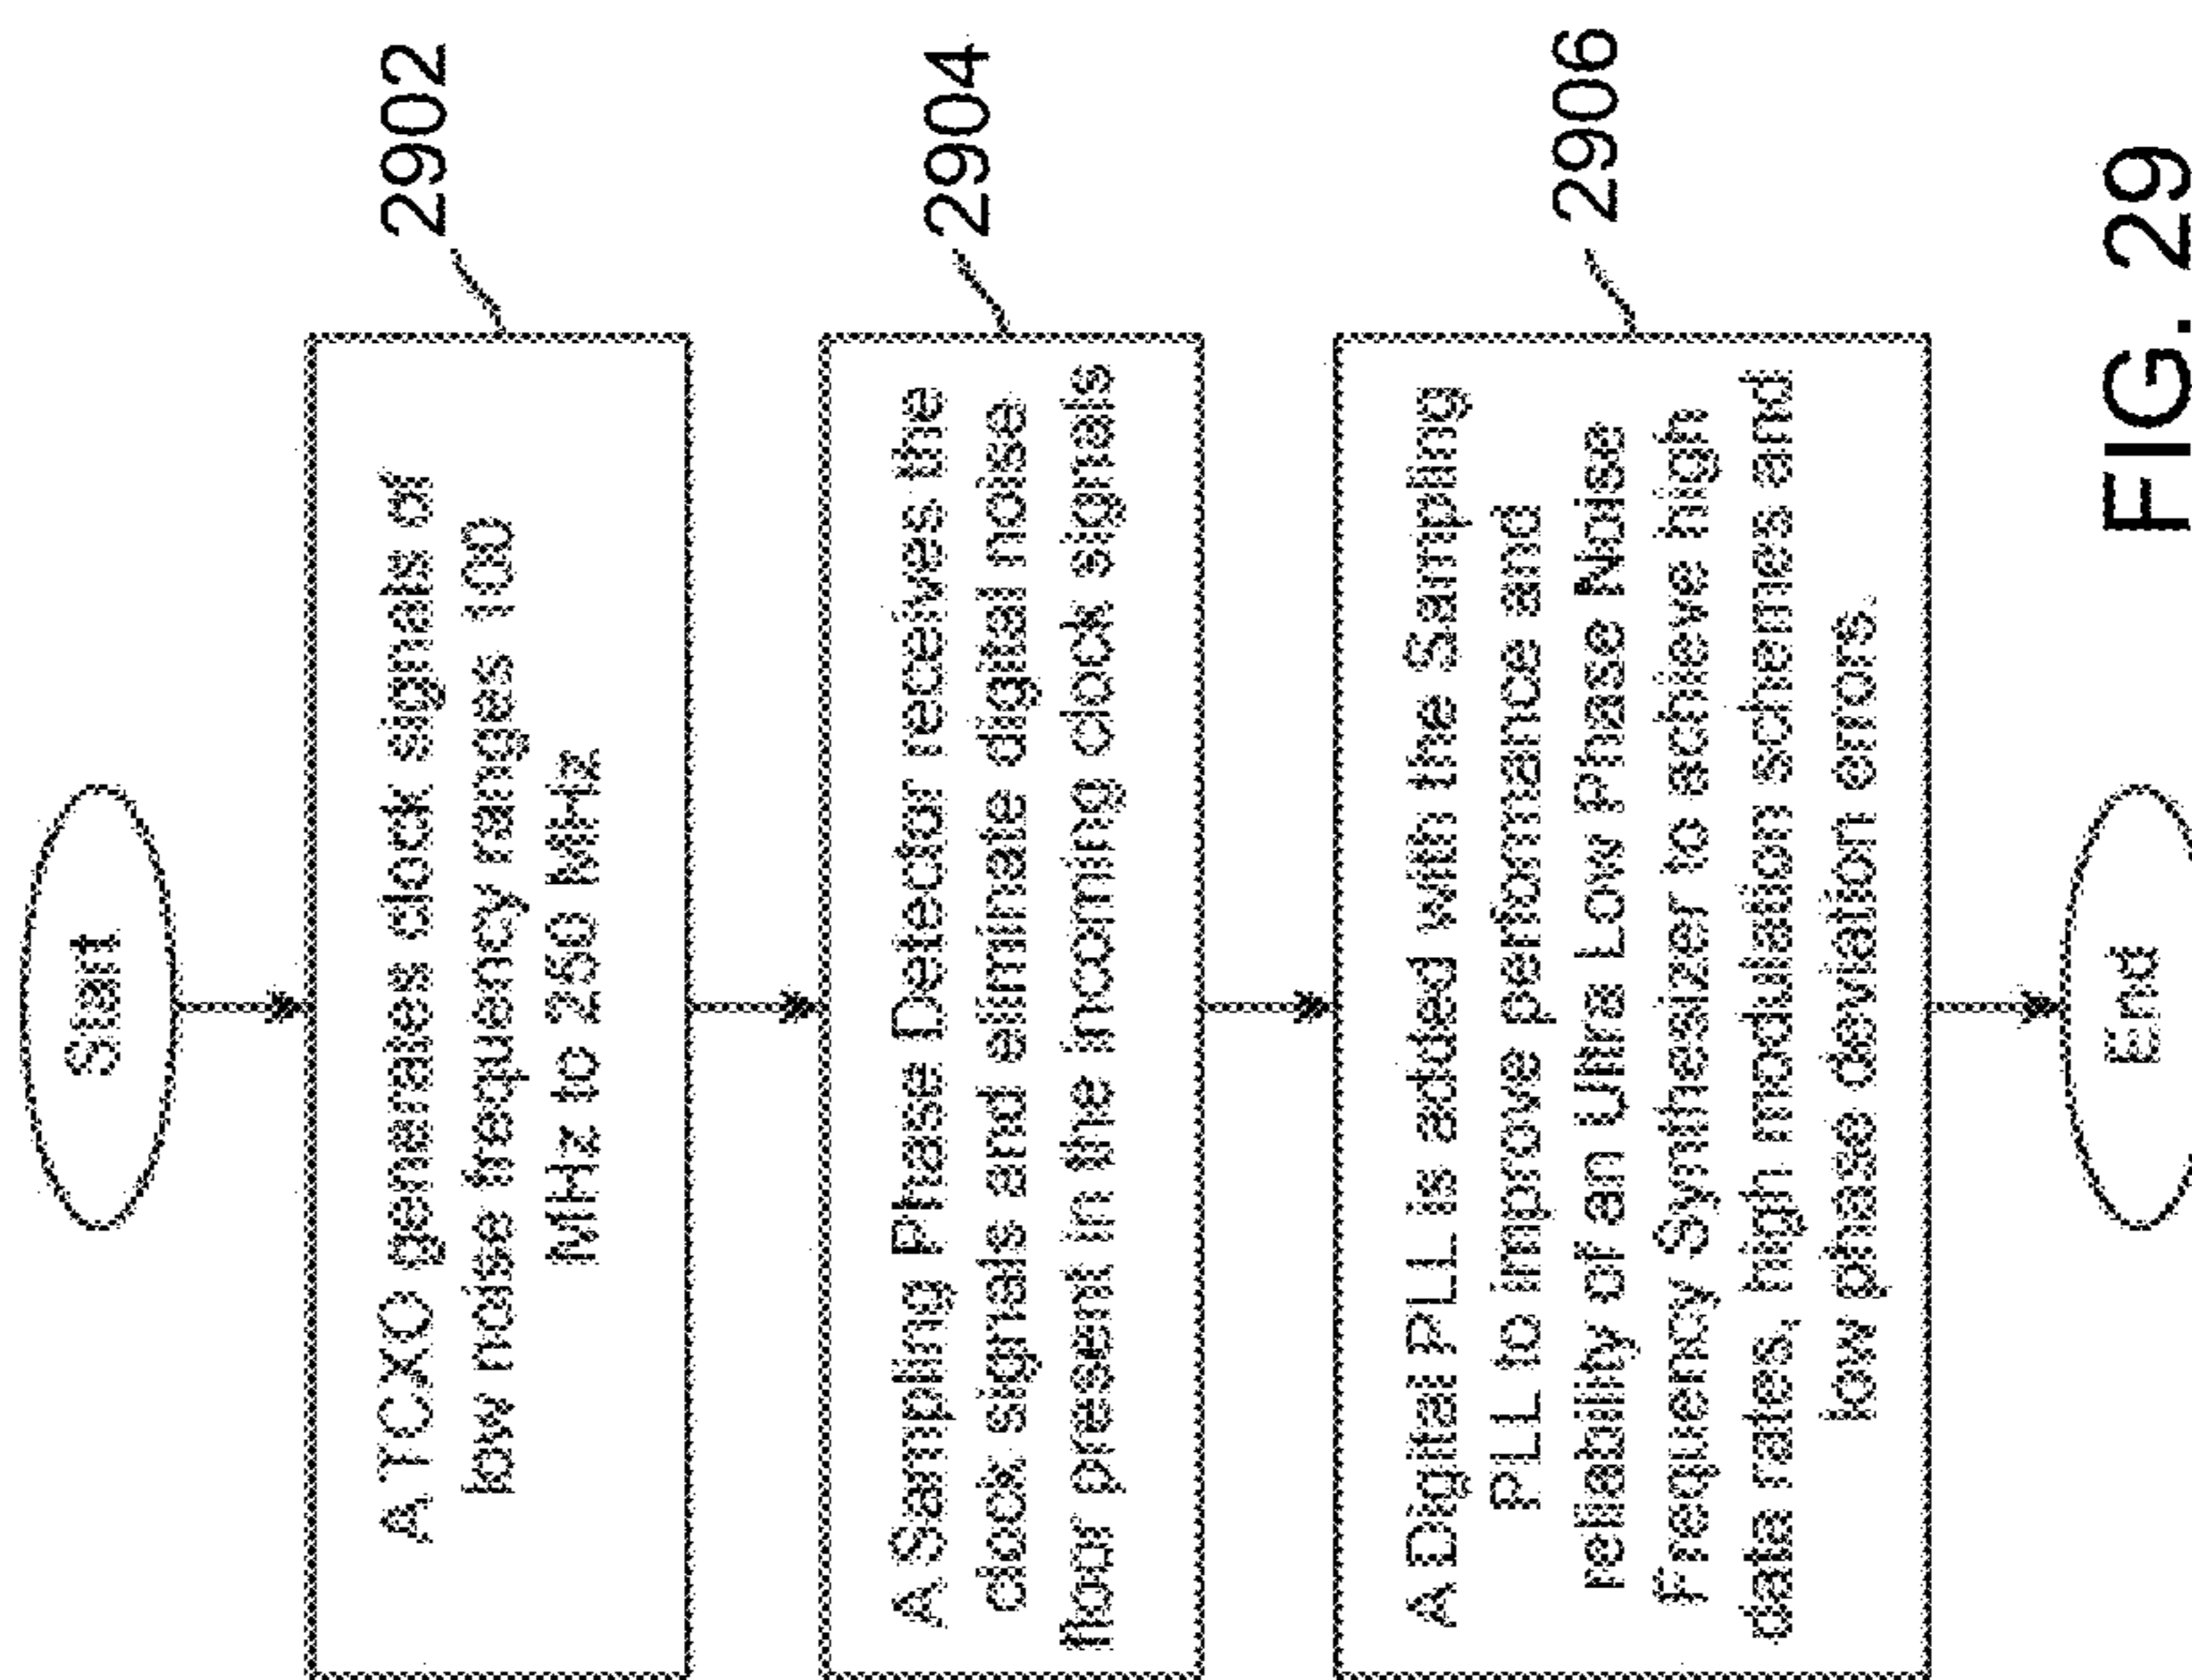 Start
A TCXO generates clock signals of
low noise frequency ranges 100
MHz to 250 MHz
2902
A Sampling Phase Detector receives the
clock signals and eliminate digital noise
floor present in the incoming clock signals
2904
A Digital PLL is added with the Sampling
PLL to improve perfomance and
reliability of an Ultra Low Phase Noise
Frequency Synthesizer to achieve high
data rates, high modulation schemes and
low phase deviation errors.
2906
End
FIG. 29